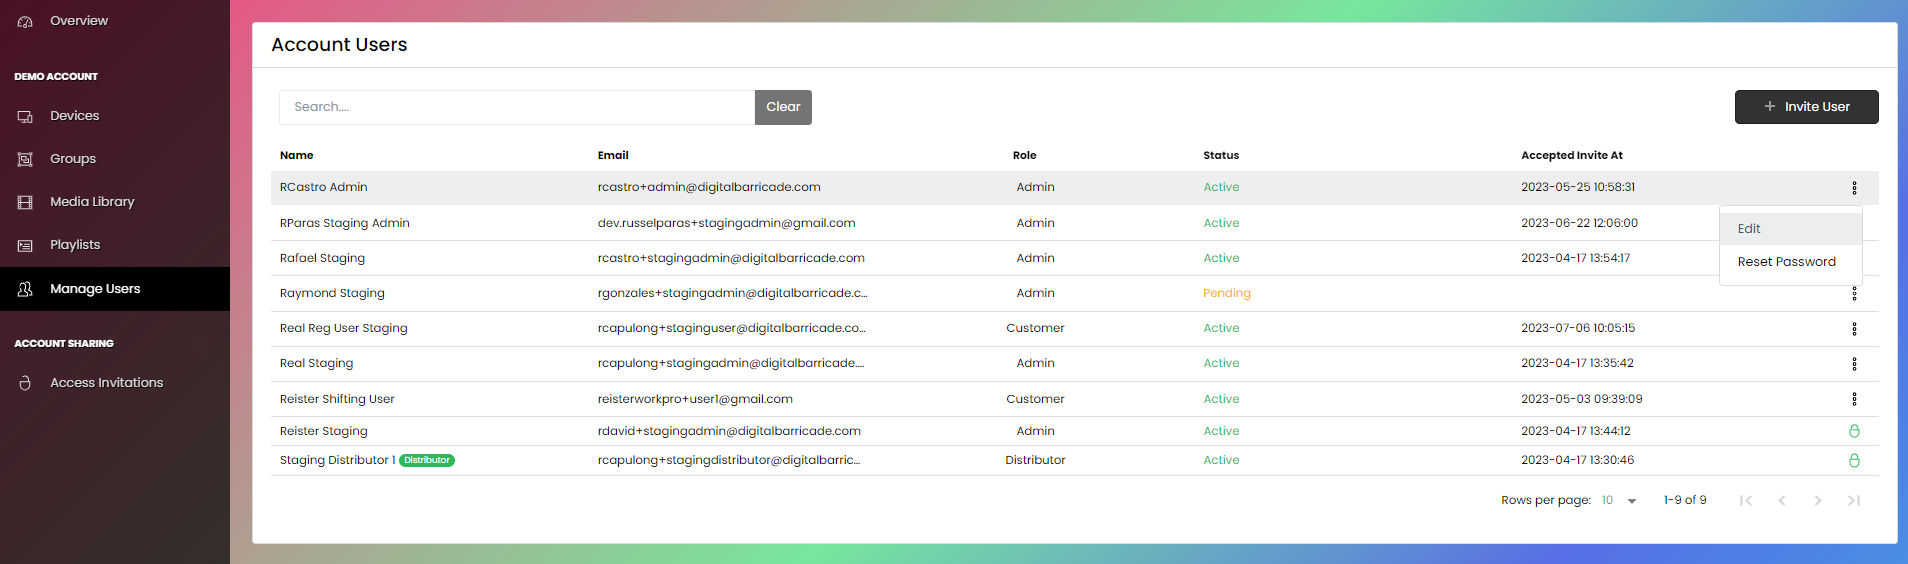 Overview
DEMO ACCOUNT
Devices
Groups
Media Library
Playlists
Manage Users
ACCOUNT SHARING
Access Invitations
Account Users
Search.... Clear + Invite User
Name Email Role Status Accepted Invite At
RCastro Admin rcastro+admin@digitalbarricade.com Admin Active 2023-05-25 10:58:31
RParas Staging Admin dev.russelparas+stagingadmin@gmail.com Admin Active 2023-06-22 12:06:00
Edit
Rafael Staging rcastro+stagingadmin@digitalbarricade.com Admin Active 2023-04-17 13:54:17
Reset Password
Raymond Staging rgonzales+stagingadmin@digitalbarricade.c... Admin Pending
Real Reg User Staging rcapulong+staginguser@digitalbarricade.co... Customer Active 2023-07-06 10:05:15
Real Staging rcapulong+stagingadmin@digitalbarricade.... Admin Active 2023-04-17 13:35:42
Reister Shifting User reisterworkpro+user1@gmail.com Customer Active 2023-05-03 09:39:09
Reister Staging rdavid+stagingadmin@digitalbarricade.com Admin Active 2023-04-17 13:44:12
Staging Distributor 1 Distributor rcapulong+stagingdistributor@digitalbarric... Distributor Active 2023-04-17 13:30:46
Rows per page: 10 1-9 of 9